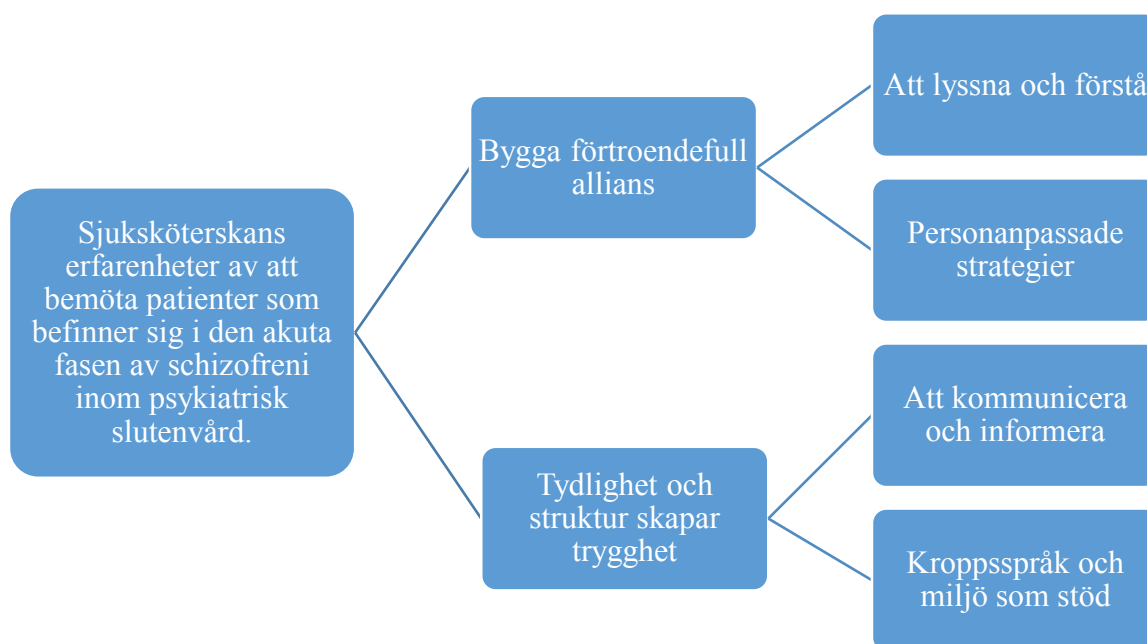 Sjuksköterskans
erfarenheter av att
bemöta patienter som
befinner sig i den akuta
fasen av schizofreni
inom psykiatrisk
slutenvård.
Bygga förtroendefull
allians
Att lyssna och förstå
Personanpassade
strategier
Tydlighet och
struktur skapar
trygghet
Att kommunicera
och informera
Kroppsspråk och
miljö som stöd